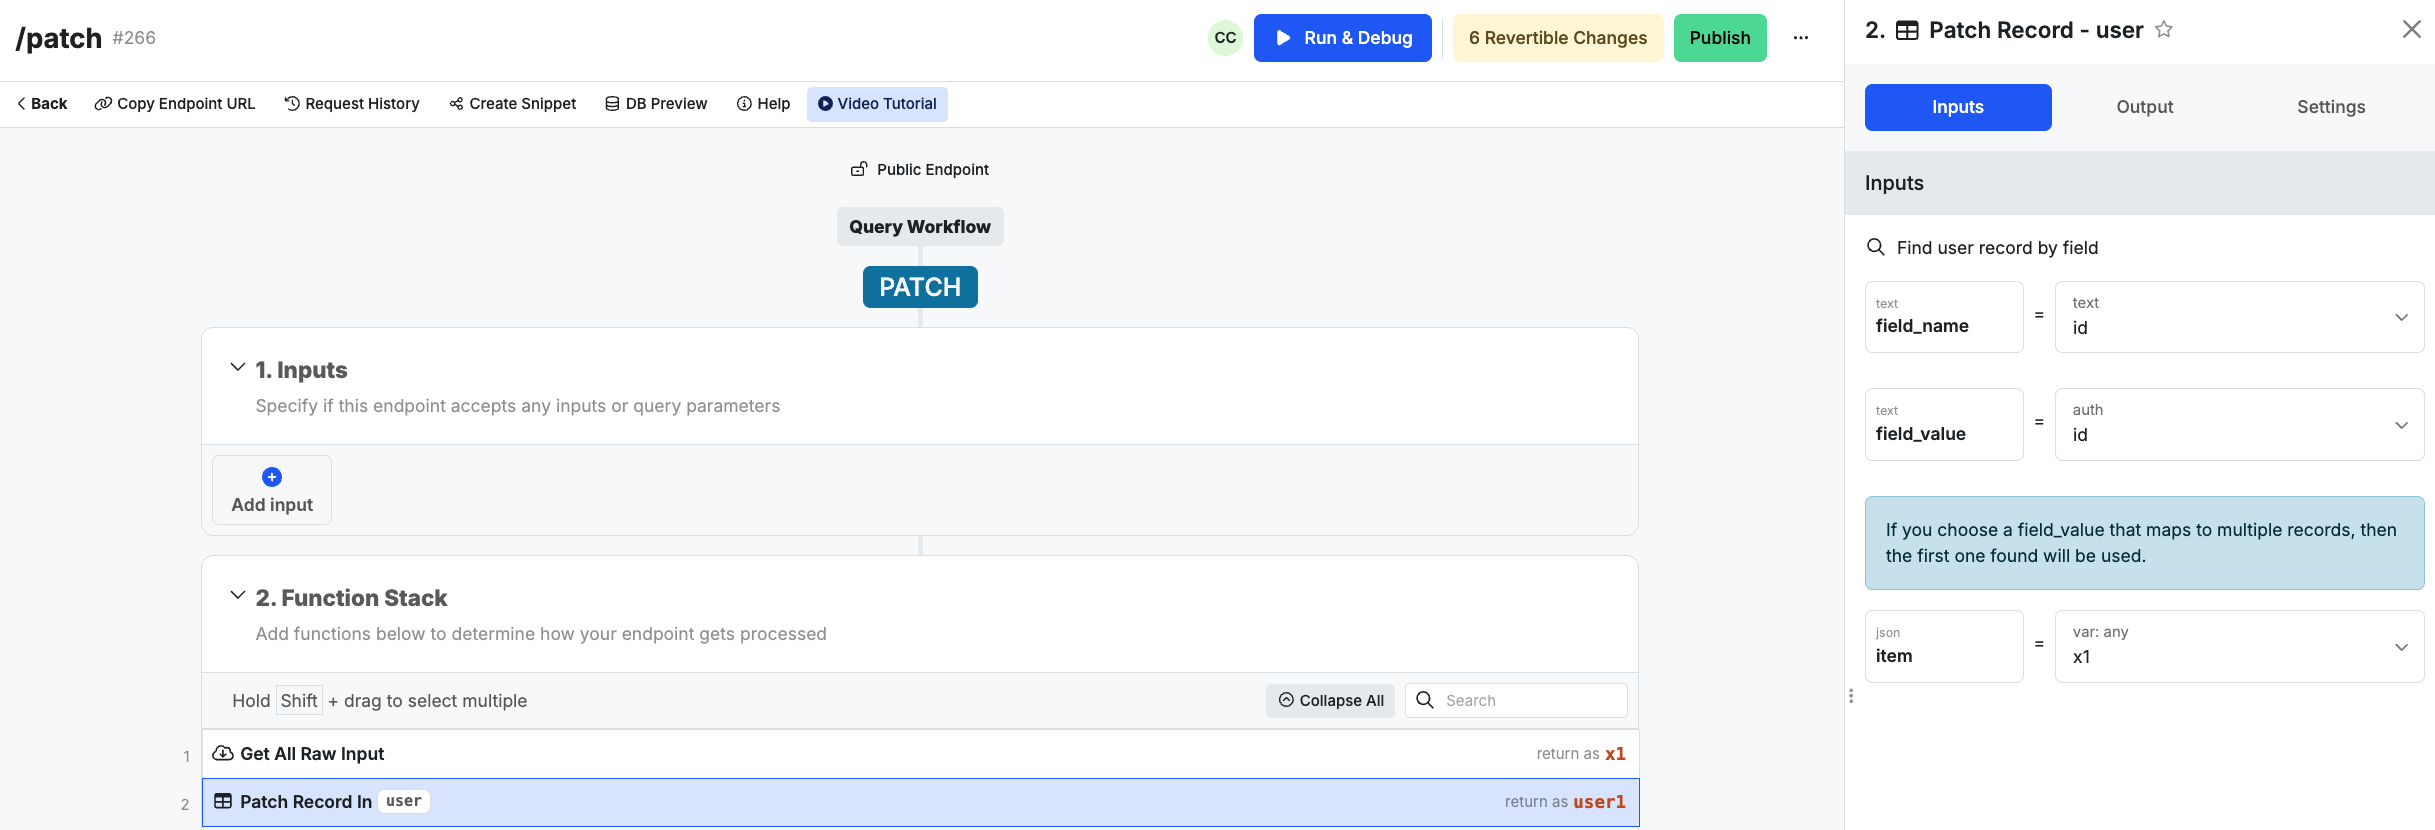 /patch #266
CC
Run & Debug
6 Revertible Changes
Publish
Back
Copy Endpoint URL
Request History
Create Snippet
DB Preview
Help
Video Tutorial
Public Endpoint
Query Workflow
PATCH
1. Inputs
Specify if this endpoint accepts any inputs or query parameters
Add input
2. Function Stack
Add functions below to determine how your endpoint gets processed
Hold Shift + drag to select multiple
Collapse All
Search
1 Get All Raw Input return as x1
2 Patch Record In user return as user1
2. Patch Record - user
Inputs
Output
Settings
Inputs
Find user record by field
text
field_name
=
text
id
text
field_value
=
auth
id
If you choose a field_value that maps to multiple records, then
the first one found will be used.
json
item
=
var: any
x1